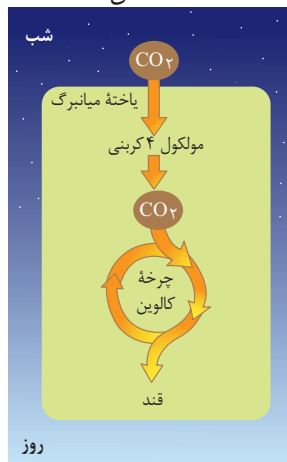 شب
CO۲
یاختهٔ میانبرگ
مولکول ۴ کربنی
CO۲
چرخهٔ
کالوین
قند
روز